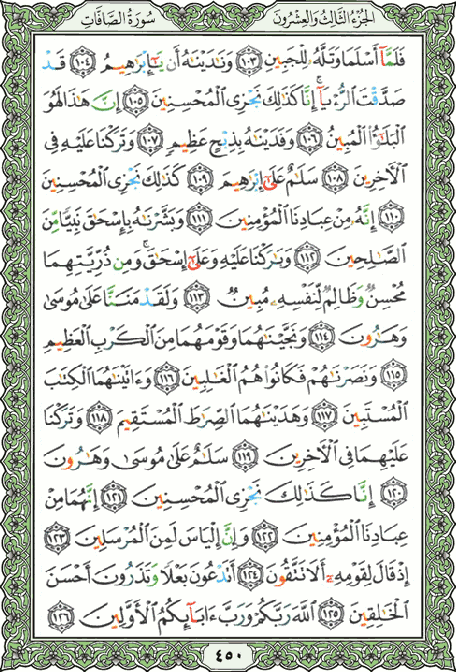 سُورَةُ الصَّافَّاتِ الجُزْءُ الثَّالِثُ وَالعِشْرُونَ
فَلَمَّآ أَسْلَمَا وَتَلَّهُۥ لِلْجَبِينِ ١٠٣ وَنَٰدَيْنَٰهُ أَن يَٰٓإِبْرَٰهِيمُ ١٠٤ قَدْ
صَدَّقْتَ ٱلرُّءْيَآ ۚ إِنَّا كَذَٰلِكَ نَجْزِى ٱلْمُحْسِنِينَ ١٠٥ إِنَّ هَٰذَا لَهُوَ
ٱلْبَلَٰٓؤُا۟ ٱلْمُبِينُ ١٠٦ وَفَدَيْنَٰهُ بِذِبْحٍ عَظِيمٍ ١٠٧ وَتَرَكْنَا عَلَيْهِ فِى
ٱلْءَاخِرِينَ ١٠٨ سَلَٰمٌ عَلَىٰٓ إِبْرَٰهِيمَ ١٠٩ كَذَٰلِكَ نَجْزِى ٱلْمُحْسِنِينَ
١١٠ إِنَّهُۥ مِنْ عِبَادِنَا ٱلْمُؤْمِنِينَ ١١١ وَبَشَّرْنَٰهُ بِإِسْحَٰقَ نَبِيًّا مِّنَ
ٱلصَّٰلِحِينَ ١١٢ وَبَٰرَكْنَا عَلَيْهِ وَعَلَىٰٓ إِسْحَٰقَ ۚ وَمِن ذُرِّيَّتِهِمَا
مُحْسِنٌ وَظَالِمٌ لِّنَفْسِهِۦ مُبِينٌ ١١٣ وَلَقَدْ مَنَنَّا عَلَىٰ مُوسَىٰ
وَهَٰرُونَ ١١٤ وَنَجَّيْنَٰهُمَا وَقَوْمَهُمَا مِنَ ٱلْكَرْبِ ٱلْعَظِيمِ
١١٥ وَنَصَرْنَٰهُمْ فَكَانُوا۟ هُمُ ٱلْغَٰلِبِينَ ١١٦ وَءَاتَيْنَٰهُمَا ٱلْكِتَٰبَ
ٱلْمُسْتَبِينَ ١١٧ وَهَدَيْنَٰهُمَا ٱلصِّرَٰطَ ٱلْمُسْتَقِيمَ ١١٨ وَتَرَكْنَا
عَلَيْهِمَا فِى ٱلْءَاخِرِينَ ١١٩ سَلَٰمٌ عَلَىٰ مُوسَىٰ وَهَٰرُونَ
١٢٠ إِنَّا كَذَٰلِكَ نَجْزِى ٱلْمُحْسِنِينَ ١٢١ إِنَّهُمَا مِنْ
عِبَادِنَا ٱلْمُؤْمِنِينَ ١٢٢ وَإِنَّ إِلْيَاسَ لَمِنَ ٱلْمُرْسَلِينَ ١٢٣
إِذْ قَالَ لِقَوْمِهِۦٓ أَلَا تَتَّقُونَ ١٢٤ أَتَدْعُونَ بَعْلًا وَتَذَرُونَ أَحْسَنَ
ٱلْخَٰلِقِينَ ١٢٥ ٱللَّهَ رَبَّكُمْ وَرَبَّ ءَابَآئِكُمُ ٱلْأَوَّلِينَ ١٢٦
٤٥٠